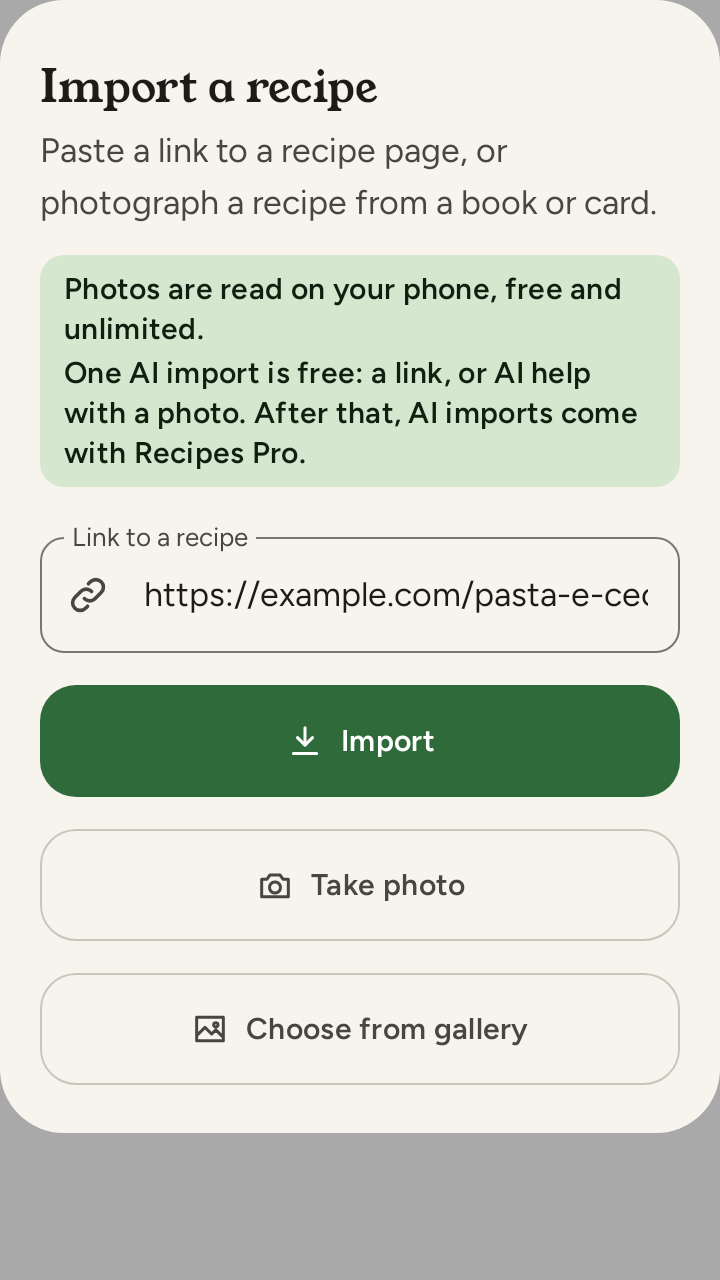 Import a recipe
Paste a link to a recipe page, or
photograph a recipe from a book or card.
Photos are read on your phone, free and
unlimited.
One AI import is free: a link, or AI help
with a photo. After that, AI imports come
with Recipes Pro.
Link to a recipe
https://example.com/pasta-e-cec
Import
Take photo
Choose from gallery